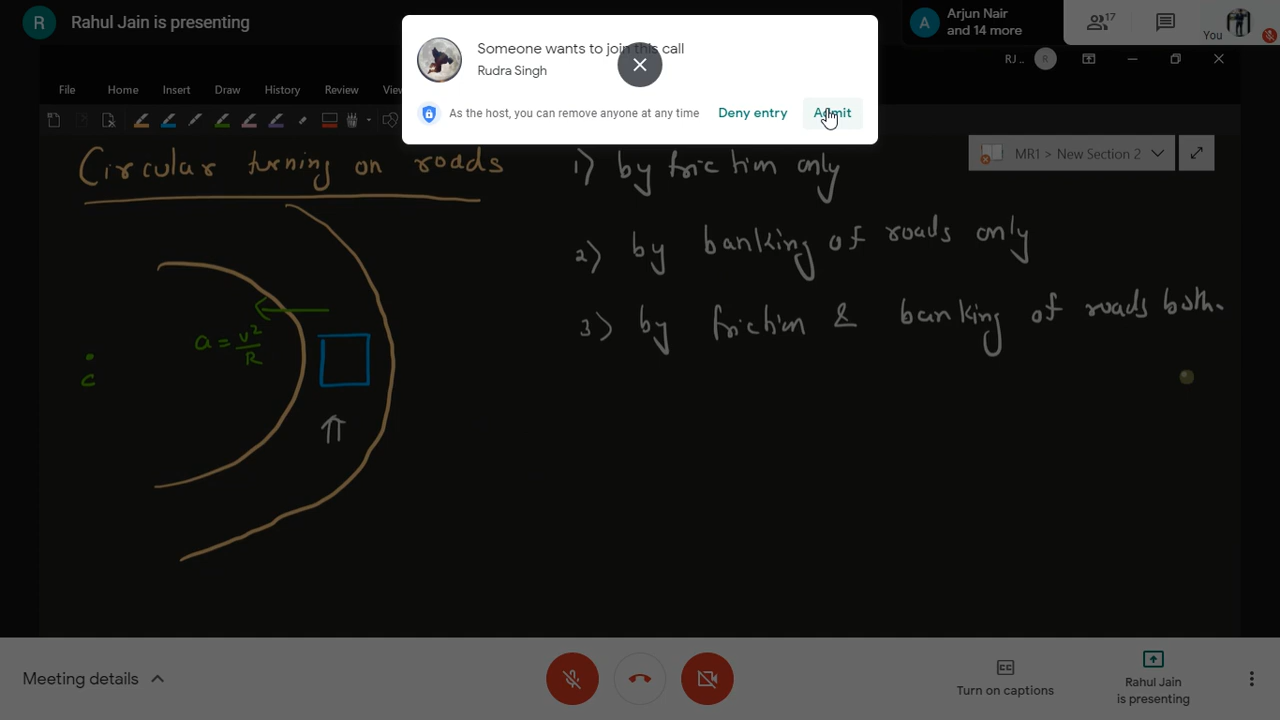 R Rahul Jain is presenting
A Arjun Nair
and 14 more
17
You
Someone wants to join this call
Rudra Singh
As the host, you can remove anyone at any time
Deny entry
Admit
RJ .. R
File Home Insert Draw History Review
MR1 > New Section 2
Circular turning on roads
1) by friction only
2) by banking of roads only
3) by friction & banking of roads both.
a = v²/R
c
Meeting details
Turn on captions
Rahul Jain
is presenting